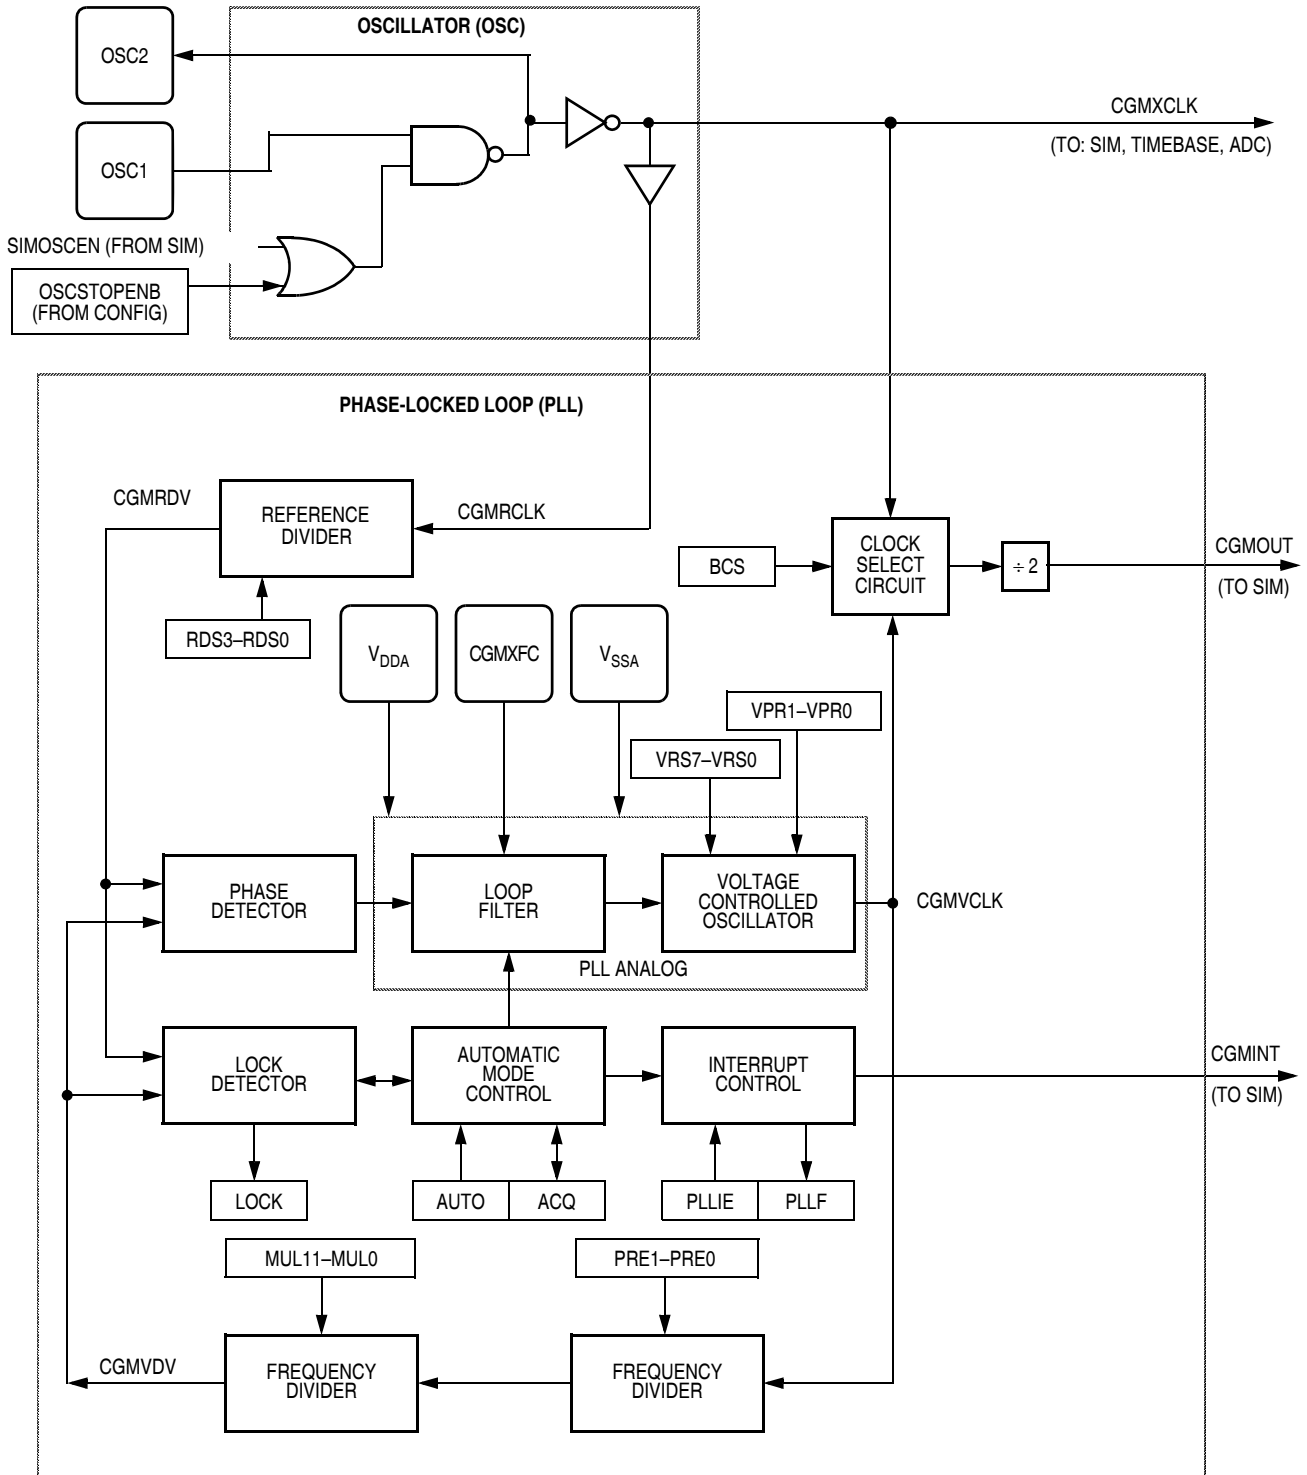 OSCILLATOR (OSC)
OSC2
CGMXCLK
(TO: SIM, TIMEBASE, ADC)
OSC1
SIMOSCEN (FROM SIM)
OSCSTOPENB
(FROM CONFIG)
PHASE-LOCKED LOOP (PLL)
CGMRDV
REFERENCE
DIVIDER
CGMRCLK
BCS
CLOCK
SELECT
CIRCUIT
÷ 2
CGMOUT
(TO SIM)
RDS3–RDS0
VDDA
CGMXFC
VSSA
VPR1–VPR0
VRS7–VRS0
PHASE
DETECTOR
LOOP
FILTER
VOLTAGE
CONTROLLED
OSCILLATOR
CGMVCLK
PLL ANALOG
LOCK
DETECTOR
AUTOMATIC
MODE
CONTROL
INTERRUPT
CONTROL
CGMINT
(TO SIM)
LOCK
AUTO
ACQ
PLLIE
PLLF
MUL11–MUL0
PRE1–PRE0
CGMVDV
FREQUENCY
DIVIDER
FREQUENCY
DIVIDER